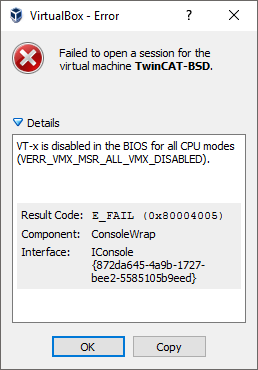 VirtualBox - Error
Failed to open a session for the
virtual machine TwinCAT-BSD.
Details
VT-x is disabled in the BIOS for all CPU modes
(VERR_VMX_MSR_ALL_VMX_DISABLED).
Result Code: E_FAIL (0x80004005)
Component: ConsoleWrap
Interface: IConsole
{872da645-4a9b-1727-
bee2-5585105b9eed}
OK Copy